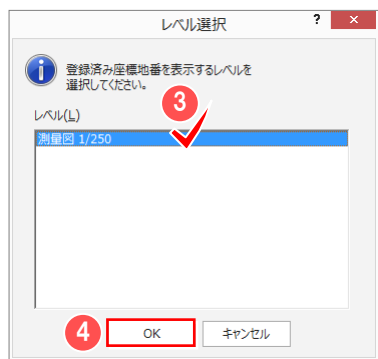 レベル選択
?
×
登録済み座標地番を表示するレベルを
選択してください。
3
レベル(L)
測量図 1/250
4
OK
キャンセル